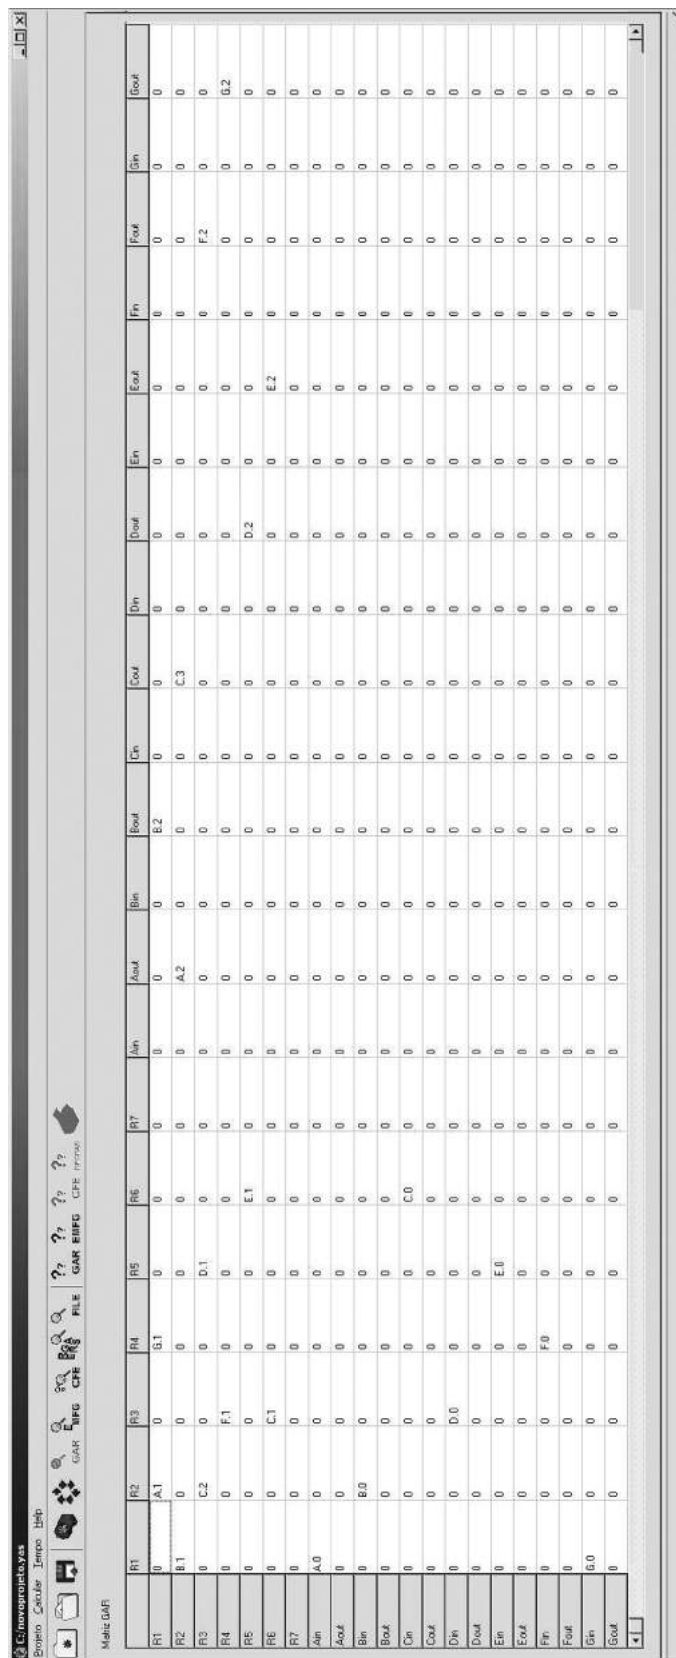 C:/novoprojeto.yas
Projeto Calcular Tempo Help
GAR EMFG CFE FILE ?? GAR ?? EMFG ?? CFE ??
Matriz GAR
R1 R2 R3 R4 R5 R6 R7 Ain Aout Bin Bout Cin Cout Din Dout Ein Eout Fin Fout Gin Gout
R1 0 A.1 0 G.1 0 0 0 0 0 0 B.2 0 0 0 0 0 0 0 0 0 0
R2 B.1 0 0 0 0 0 0 0 A.2 0 0 0 C.3 0 0 0 0 0 0 0 0
R3 0 C.2 0 0 D.1 0 0 0 0 0 0 0 0 0 0 0 0 0 F.2 0 0
R4 0 0 F.1 0 0 0 0 0 0 0 0 0 0 0 0 0 0 0 0 0 G.2
R5 0 0 0 0 0 E.1 0 0 0 0 0 0 0 0 D.2 0 0 0 0 0 0
R6 0 0 C.1 0 0 0 0 0 0 0 0 0 0 0 0 0 E.2 0 0 0 0
R7 0 0 0 0 0 0 0 0 0 0 0 0 0 0 0 0 0 0 0 0 0
Ain A.0 0 0 0 0 0 0 0 0 0 0 0 0 0 0 0 0 0 0 0 0
Aout 0 0 0 0 0 0 0 0 0 0 0 0 0 0 0 0 0 0 0 0 0
Bin 0 B.0 0 0 0 0 0 0 0 0 0 0 0 0 0 0 0 0 0 0 0
Bout 0 0 0 0 0 0 0 0 0 0 0 0 0 0 0 0 0 0 0 0 0
Cin 0 0 0 0 0 C.0 0 0 0 0 0 0 0 0 0 0 0 0 0 0 0
Cout 0 0 0 0 0 0 0 0 0 0 0 0 0 0 0 0 0 0 0 0 0
Din 0 0 D.0 0 0 0 0 0 0 0 0 0 0 0 0 0 0 0 0 0 0
Dout 0 0 0 0 0 0 0 0 0 0 0 0 0 0 0 0 0 0 0 0 0
Ein 0 0 0 0 E.0 0 0 0 0 0 0 0 0 0 0 0 0 0 0 0 0
Eout 0 0 0 0 0 0 0 0 0 0 0 0 0 0 0 0 0 0 0 0 0
Fin 0 0 0 F.0 0 0 0 0 0 0 0 0 0 0 0 0 0 0 0 0 0
Fout 0 0 0 0 0 0 0 0 0 0 0 0 0 0 0 0 0 0 0 0 0
Gin G.0 0 0 0 0 0 0 0 0 0 0 0 0 0 0 0 0 0 0 0 0
Gout 0 0 0 0 0 0 0 0 0 0 0 0 0 0 0 0 0 0 0 0 0